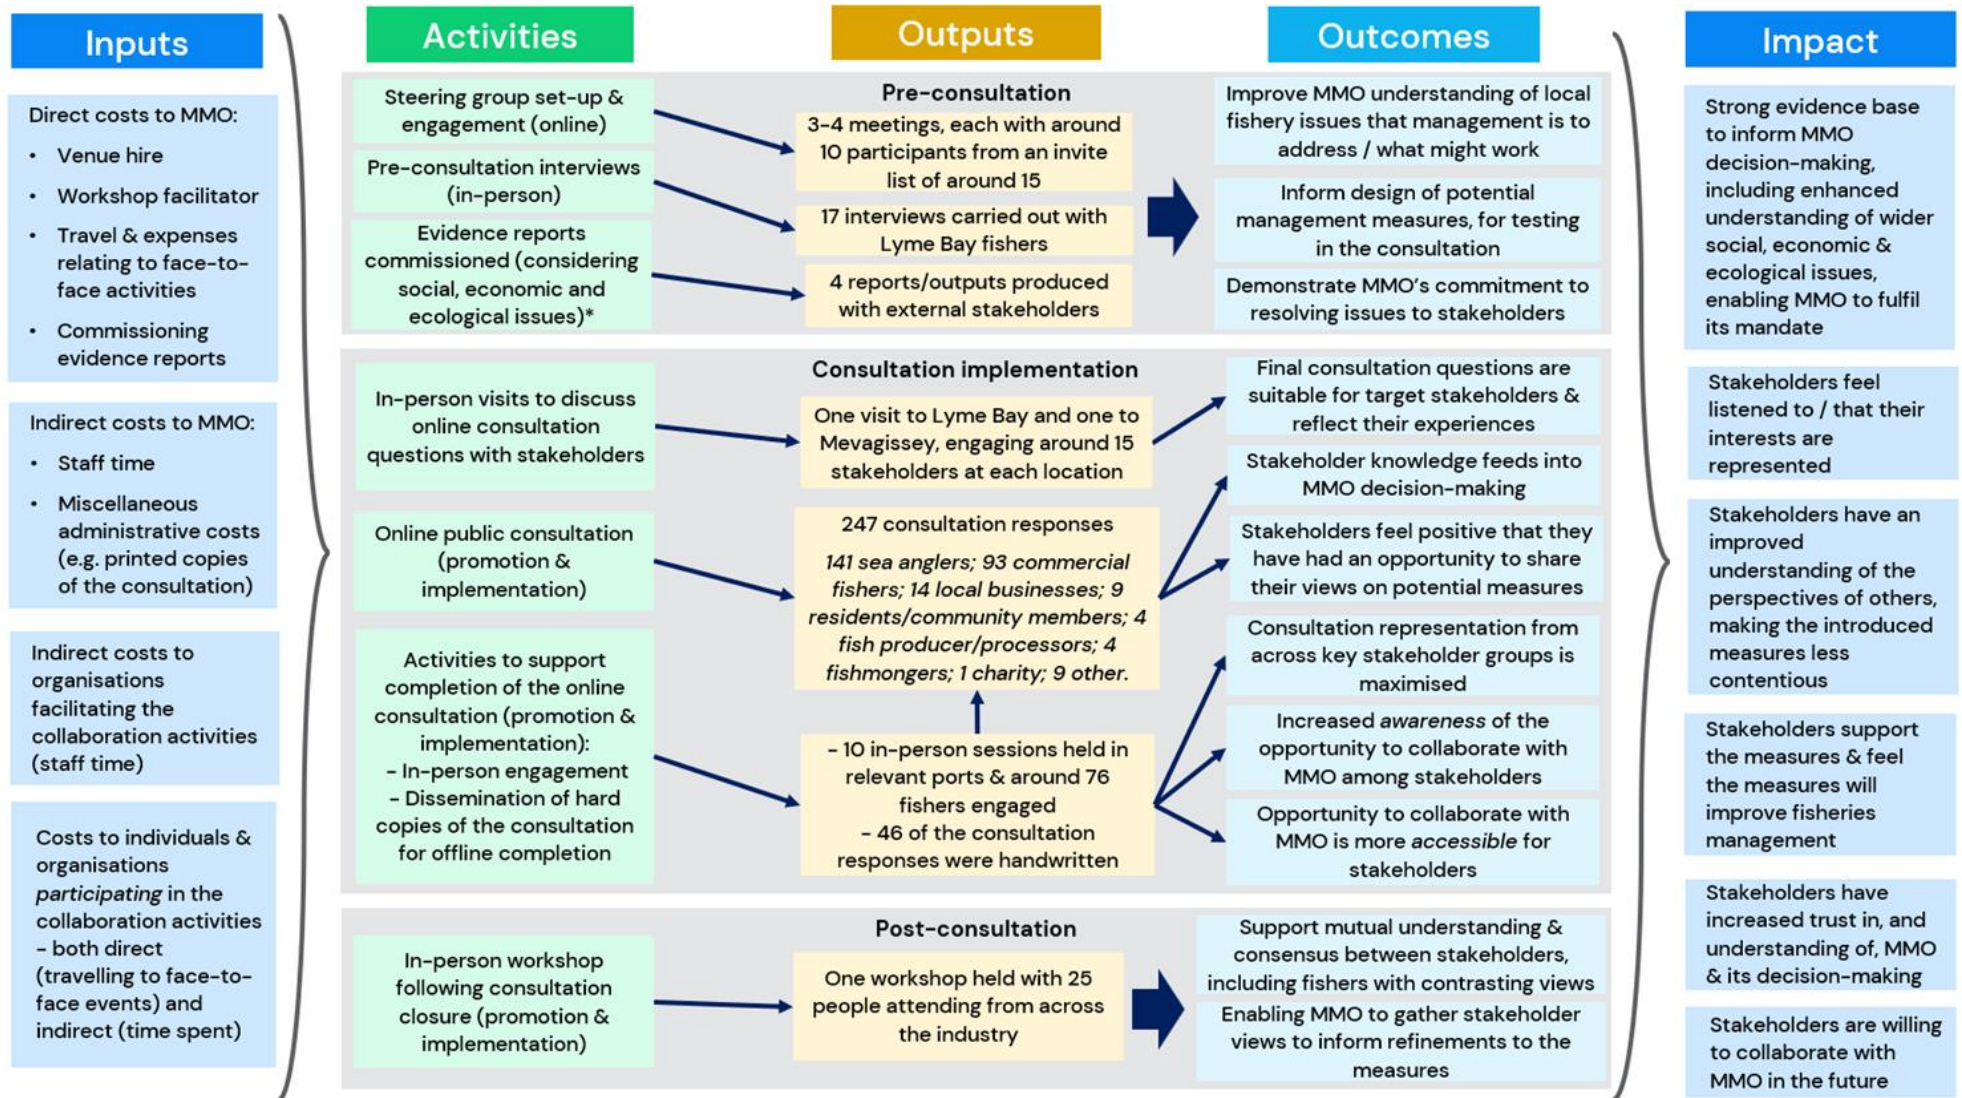 Inputs
Direct costs to MMO:
• Venue hire
• Workshop facilitator
• Travel & expenses
relating to face-to-
face activities
• Commissioning
evidence reports
Indirect costs to MMO:
• Staff time
• Miscellaneous
administrative costs
(e.g. printed copies
of the consultation)
Indirect costs to
organisations
facilitating the
collaboration activities
(staff time)
Costs to individuals &
organisations
participating in the
collaboration activities
– both direct
(travelling to face-to-
face events) and
indirect (time spent)
Activities
Outputs
Outcomes
Pre-consultation
Steering group set-up &
engagement (online)
Pre-consultation interviews
(in-person)
Evidence reports
commissioned (considering
social, economic and
ecological issues)*
3-4 meetings, each with around
10 participants from an invite
list of around 15
17 interviews carried out with
Lyme Bay fishers
4 reports/outputs produced
with external stakeholders
Improve MMO understanding of local
fishery issues that management is to
address / what might work
Inform design of potential
management measures, for testing
in the consultation
Demonstrate MMO's commitment to
resolving issues to stakeholders
Consultation implementation
In-person visits to discuss
online consultation
questions with stakeholders
Online public consultation
(promotion &
implementation)
Activities to support
completion of the online
consultation (promotion &
implementation):
– In-person engagement
– Dissemination of hard
copies of the consultation
for offline completion
One visit to Lyme Bay and one to
Mevagissey, engaging around 15
stakeholders at each location
247 consultation responses
141 sea anglers; 93 commercial
fishers; 14 local businesses; 9
residents/community members; 4
fish producer/processors; 4
fishmongers; 1 charity; 9 other.
– 10 in-person sessions held in
relevant ports & around 76
fishers engaged
– 46 of the consultation
responses were handwritten
Final consultation questions are
suitable for target stakeholders &
reflect their experiences
Stakeholder knowledge feeds into
MMO decision-making
Stakeholders feel positive that they
have had an opportunity to share
their views on potential measures
Consultation representation from
across key stakeholder groups is
maximised
Increased awareness of the
opportunity to collaborate with
MMO among stakeholders
Opportunity to collaborate with
MMO is more accessible for
stakeholders
Post-consultation
In-person workshop
following consultation
closure (promotion &
implementation)
One workshop held with 25
people attending from across
the industry
Support mutual understanding &
consensus between stakeholders,
including fishers with contrasting views
Enabling MMO to gather stakeholder
views to inform refinements to the
measures
Impact
Strong evidence base
to inform MMO
decision-making,
including enhanced
understanding of wider
social, economic &
ecological issues,
enabling MMO to fulfil
its mandate
Stakeholders feel
listened to / that their
interests are
represented
Stakeholders have an
improved
understanding of the
perspectives of others,
making the introduced
measures less
contentious
Stakeholders support
the measures & feel
the measures will
improve fisheries
management
Stakeholders have
increased trust in, and
understanding of, MMO
& its decision-making
Stakeholders are willing
to collaborate with
MMO in the future